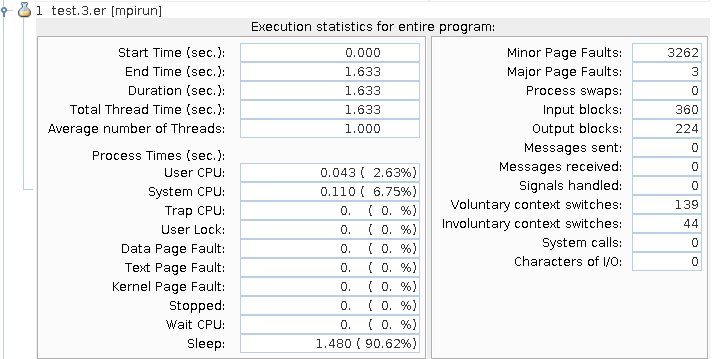 1 test.3.er [mpirun]
Execution statistics for entire program:
Start Time (sec.): 0.000
End Time (sec.): 1.633
Duration (sec.): 1.633
Total Thread Time (sec.): 1.633
Average number of Threads: 1.000
Process Times (sec.):
User CPU: 0.043 ( 2.63%)
System CPU: 0.110 ( 6.75%)
Trap CPU: 0. ( 0. %)
User Lock: 0. ( 0. %)
Data Page Fault: 0. ( 0. %)
Text Page Fault: 0. ( 0. %)
Kernel Page Fault: 0. ( 0. %)
Stopped: 0. ( 0. %)
Wait CPU: 0. ( 0. %)
Sleep: 1.480 ( 90.62%)
Minor Page Faults: 3262
Major Page Faults: 3
Process swaps: 0
Input blocks: 360
Output blocks: 224
Messages sent: 0
Messages received: 0
Signals handled: 0
Voluntary context switches: 139
Involuntary context switches: 44
System calls: 0
Characters of I/O: 0